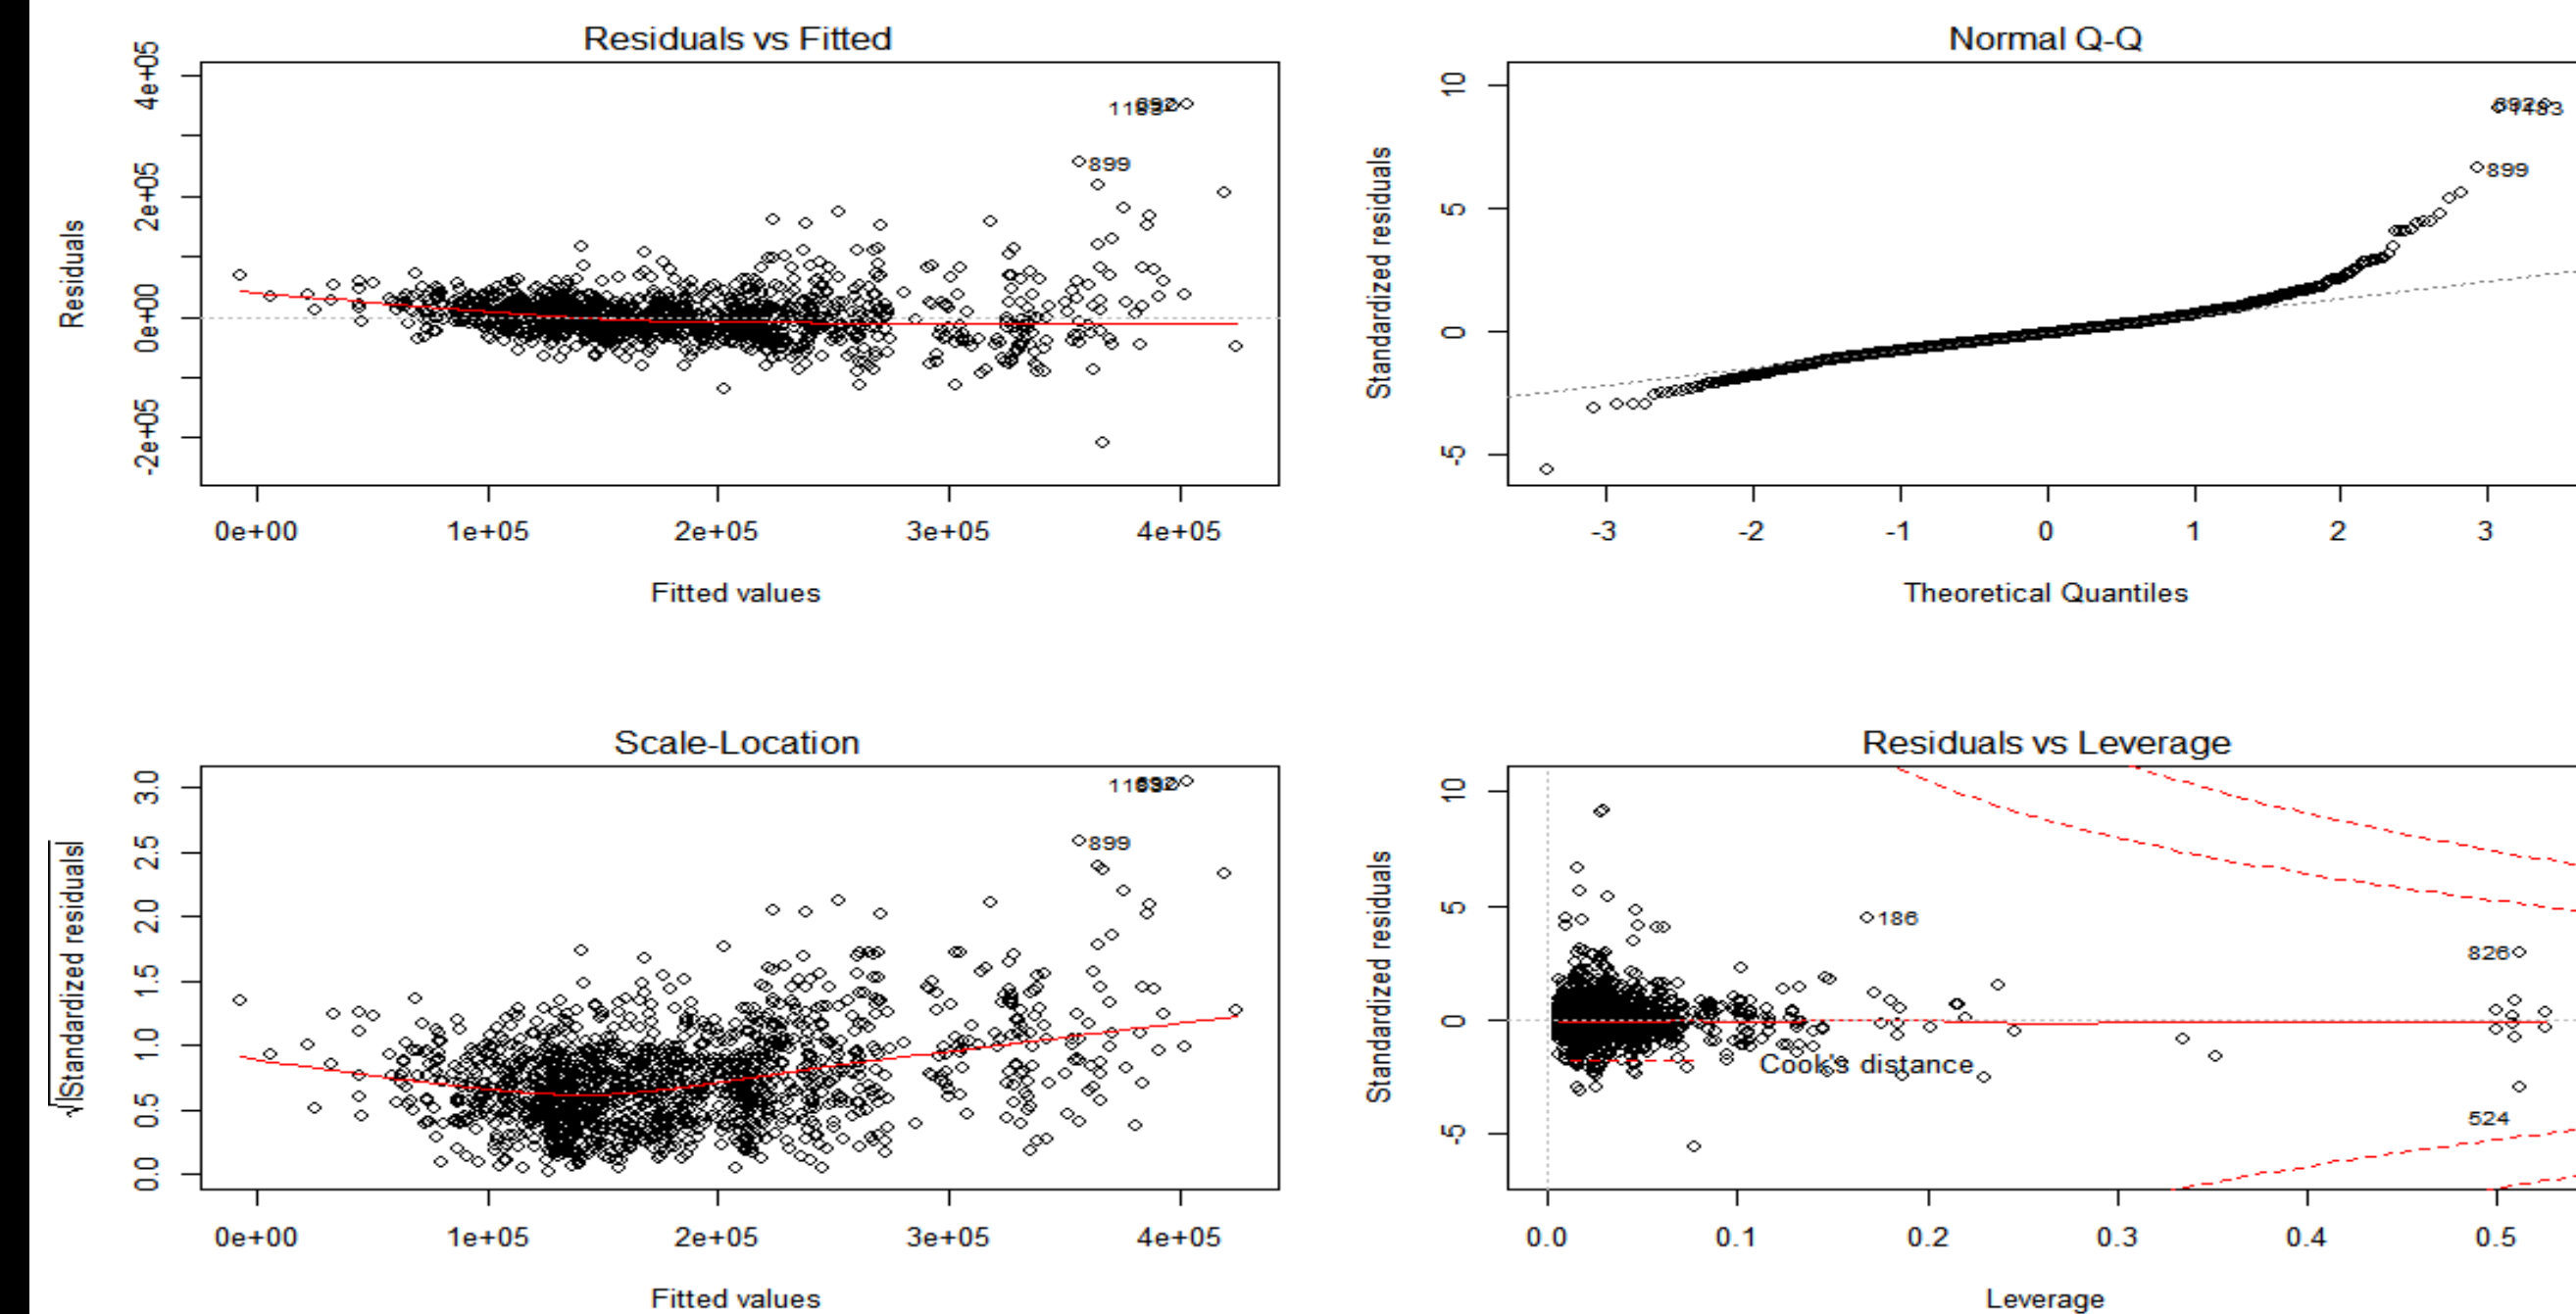 Residuals vs Fitted
Residuals
-2e+05 0e+00 2e+05 4e+05
899
0e+00 1e+05 2e+05 3e+05 4e+05
Fitted values
Normal Q-Q
Standardized residuals
-5 0 5 10
899
-3 -2 -1 0 1 2 3
Theoretical Quantiles
Scale-Location
√|Standardized residuals|
0.0 0.5 1.0 1.5 2.0 2.5 3.0
899
0e+00 1e+05 2e+05 3e+05 4e+05
Fitted values
Residuals vs Leverage
Standardized residuals
-5 0 5 10
186
826
Cook's distance
524
0.0 0.1 0.2 0.3 0.4 0.5
Leverage